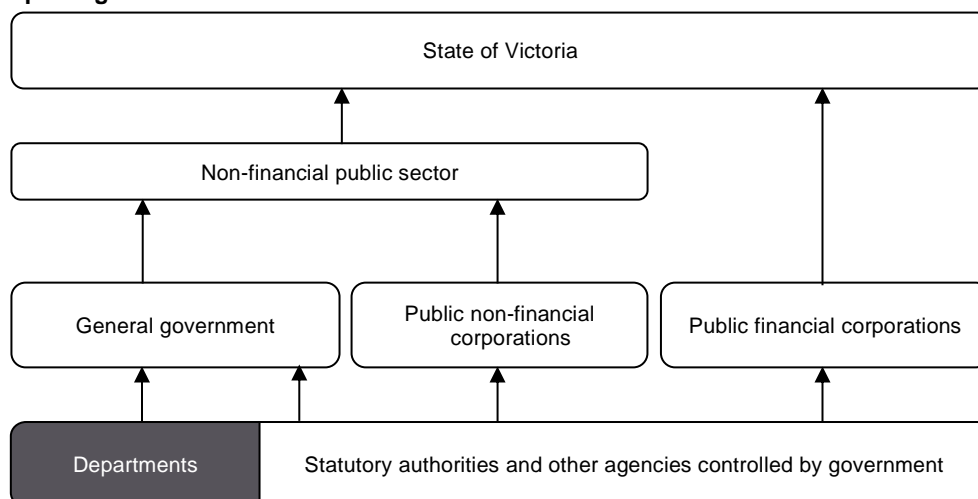 State of Victoria
Non-financial public sector
General government
Public non-financial
corporations
Public financial corporations
Departments
Statutory authorities and other agencies controlled by government